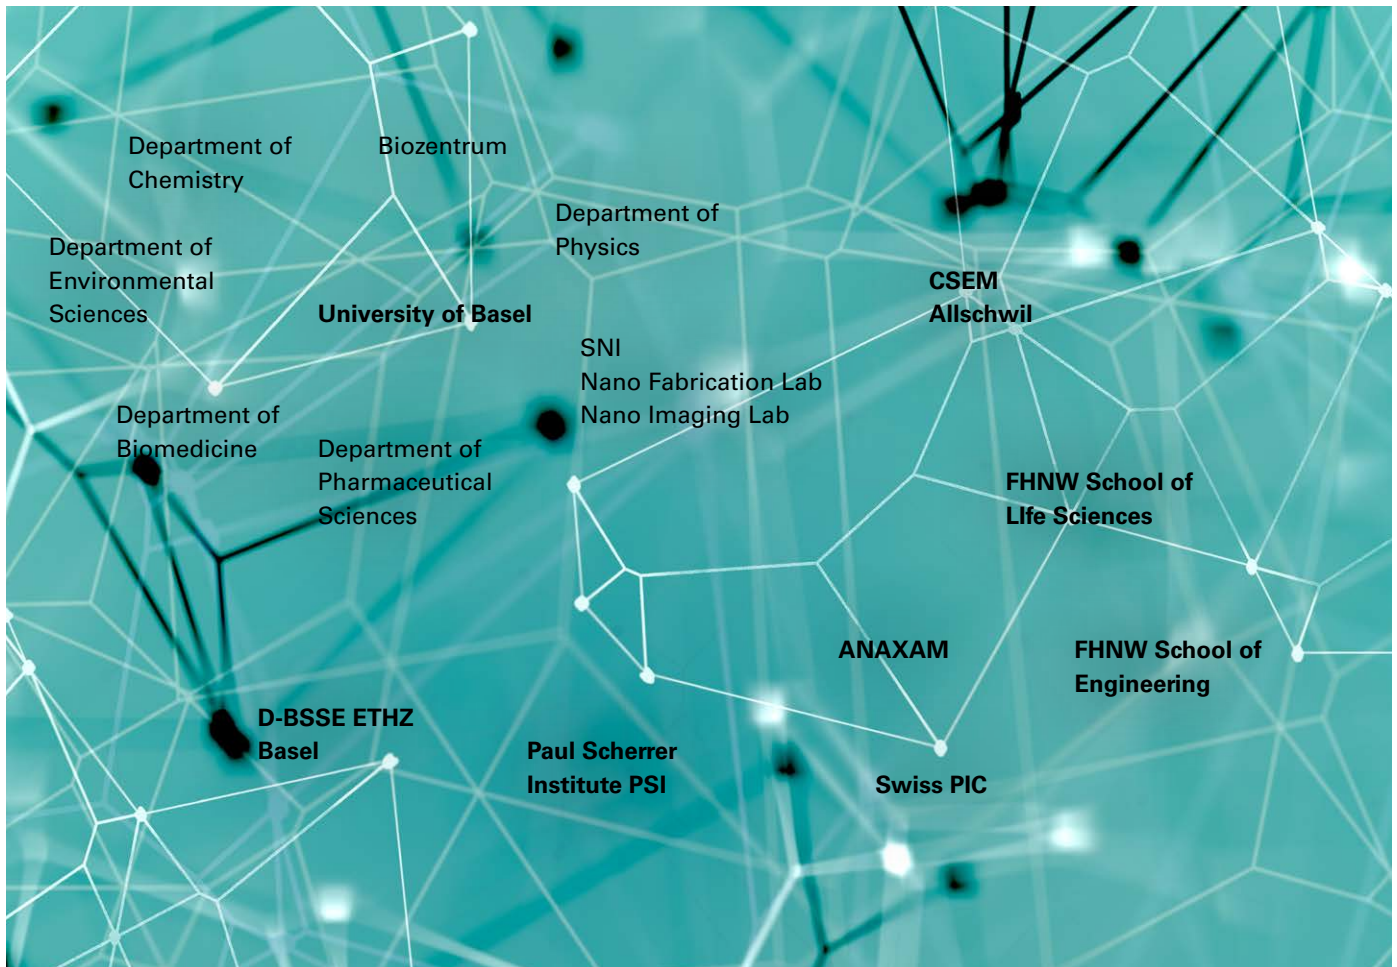 Department of
Chemistry
Biozentrum
Department of
Physics
Department of
Environmental
Sciences
University of Basel
CSEM
Allschwil
SNI
Nano Fabrication Lab
Nano Imaging Lab
Department of
Biomedicine
Department of
Pharmaceutical
Sciences
FHNW School of
LIfe Sciences
ANAXAM
FHNW School of
Engineering
D-BSSE ETHZ
Basel
Paul Scherrer
Institute PSI
Swiss PIC